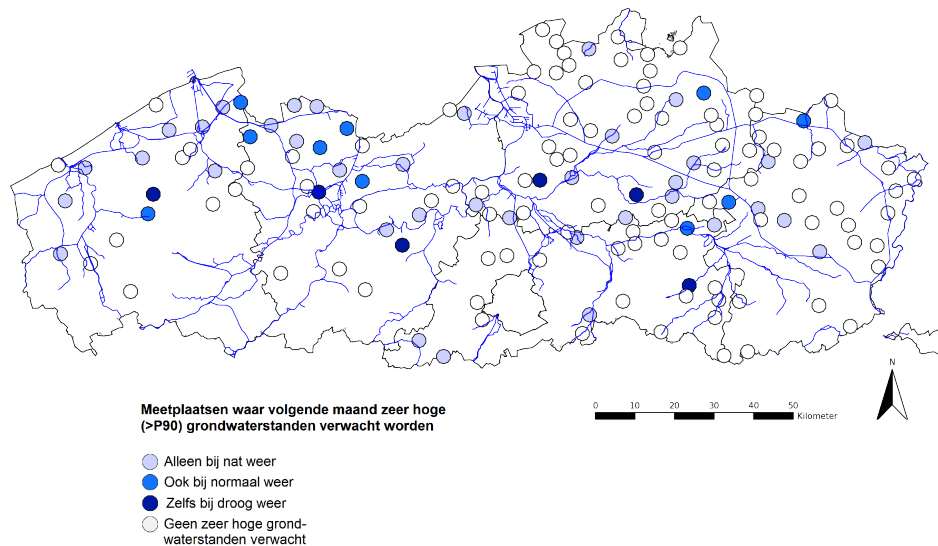 N
0 10 20 30 40 50
Kilometer
Meetplaatsen waar volgende maand zeer hoge
(>P90) grondwaterstanden verwacht worden
Alleen bij nat weer
Ook bij normaal weer
Zelfs bij droog weer
Geen zeer hoge grond-
waterstanden verwacht